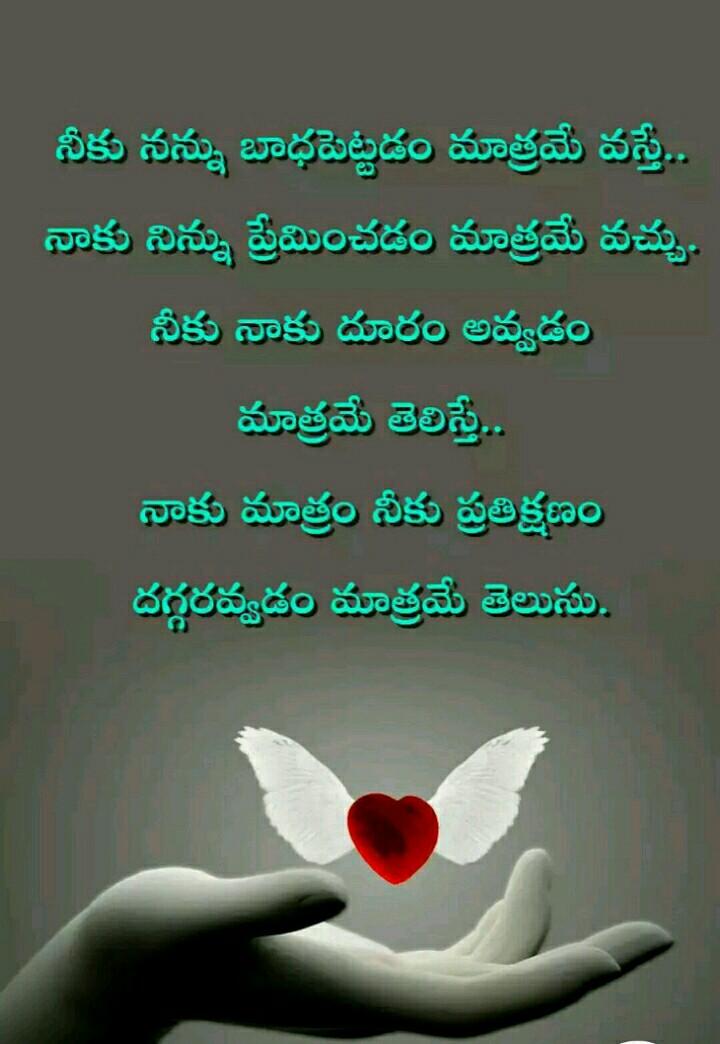 నీకు నన్ను బాధపెట్టడం మాత్రమే వస్తే..
నాకు నిన్ను ప్రేమించడం మాత్రమే వచ్చు.
నీకు నాకు దూరం అవ్వడం
మాత్రమే తెలిస్తే..
నాకు మాత్రం నీకు ప్రతిక్షణం
దగ్గరవ్వడం మాత్రమే తెలుసు.